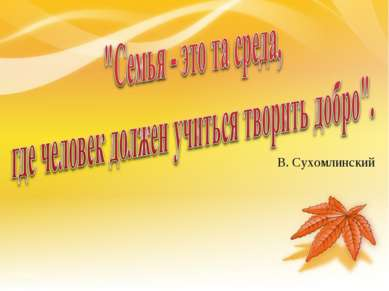 "Семья - это та среда,
где человек должен учиться творить добро".
В. Сухомлинский